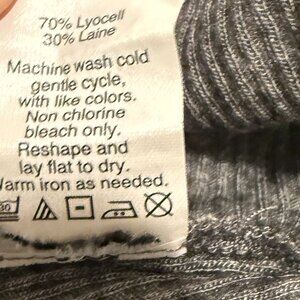 70% Lyocell
30% Laine
Machine wash cold
gentle cycle,
with like colors.
Non chlorine
bleach only.
Reshape and
lay flat to dry.
Warm iron as needed.
30